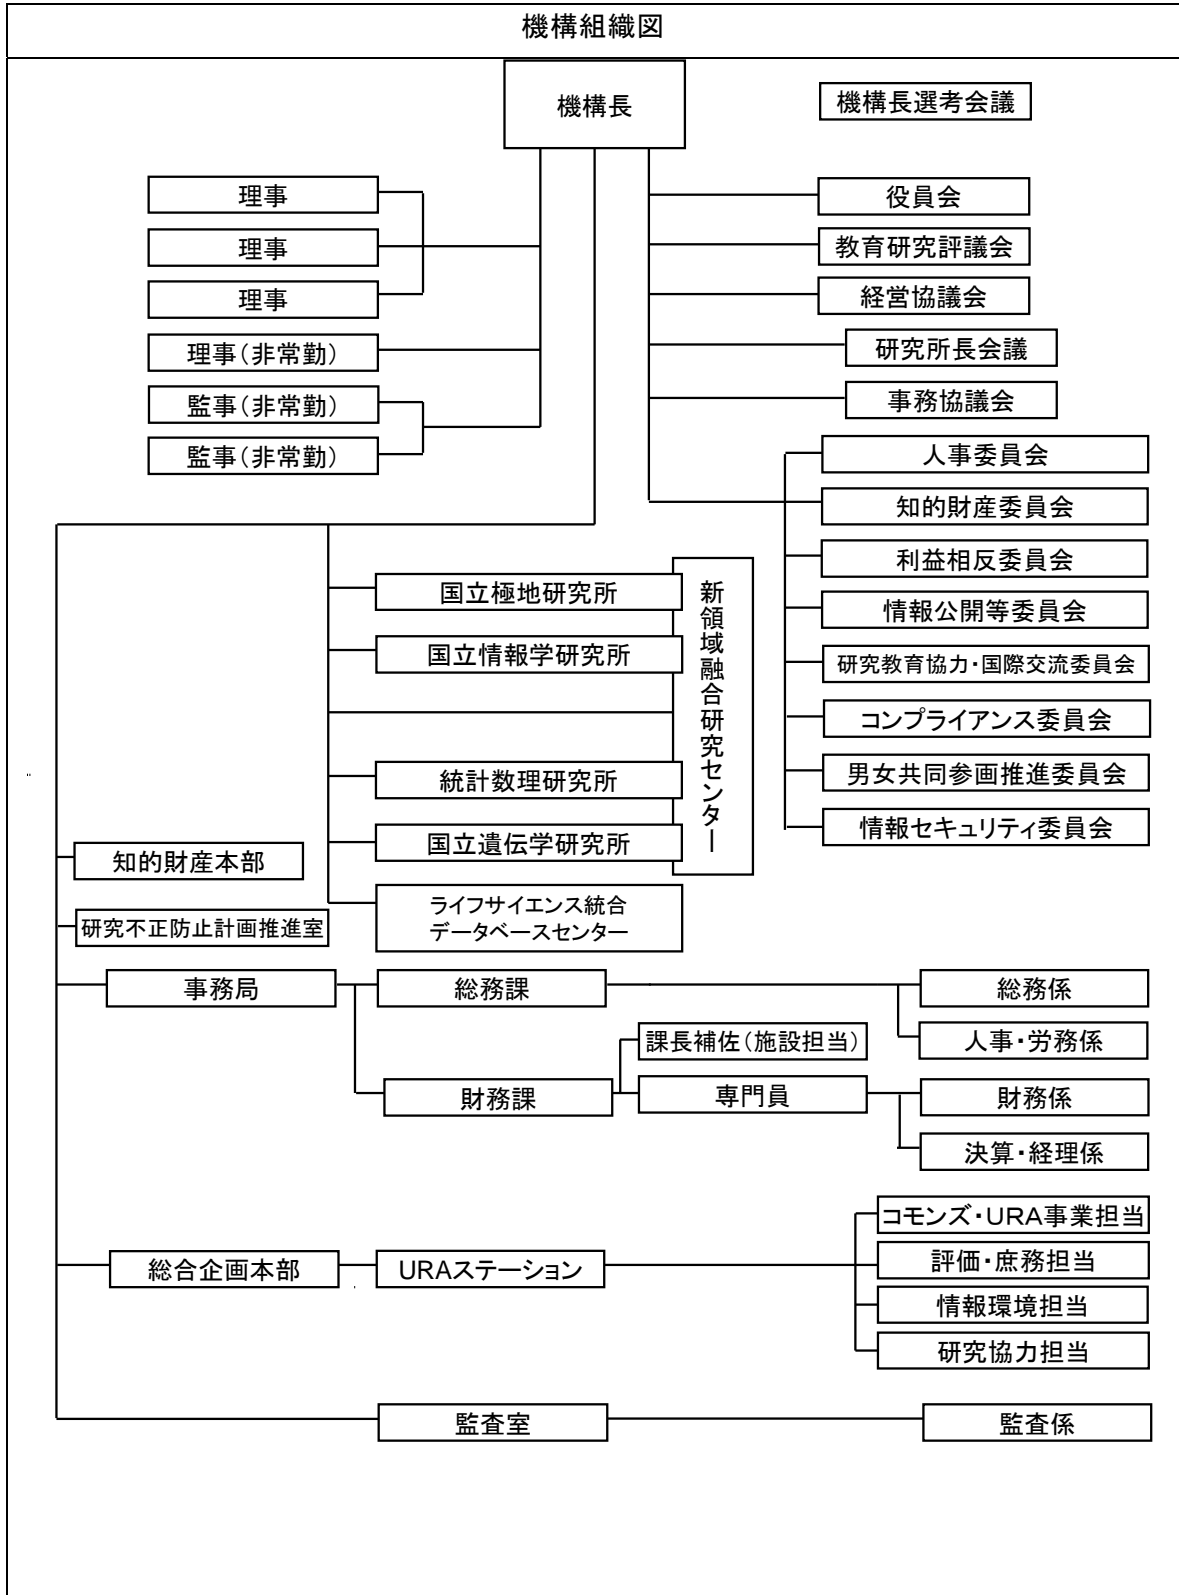 機構組織図
機構長
機構長選考会議
理事
理事
理事
理事（非常勤）
監事（非常勤）
監事（非常勤）
役員会
教育研究評議会
経営協議会
研究所長会議
事務協議会
人事委員会
知的財産委員会
利益相反委員会
情報公開等委員会
研究教育協力・国際交流委員会
コンプライアンス委員会
男女共同参画推進委員会
情報セキュリティ委員会
国立極地研究所
国立情報学研究所
統計数理研究所
国立遺伝学研究所
新領域融合研究センター
ライフサイエンス統合
データベースセンター
知的財産本部
研究不正防止計画推進室
事務局
総務課
総務係
人事・労務係
財務課
課長補佐（施設担当）
専門員
財務係
決算・経理係
総合企画本部
URAステーション
コモンズ・URA事業担当
評価・庶務担当
情報環境担当
研究協力担当
監査室
監査係